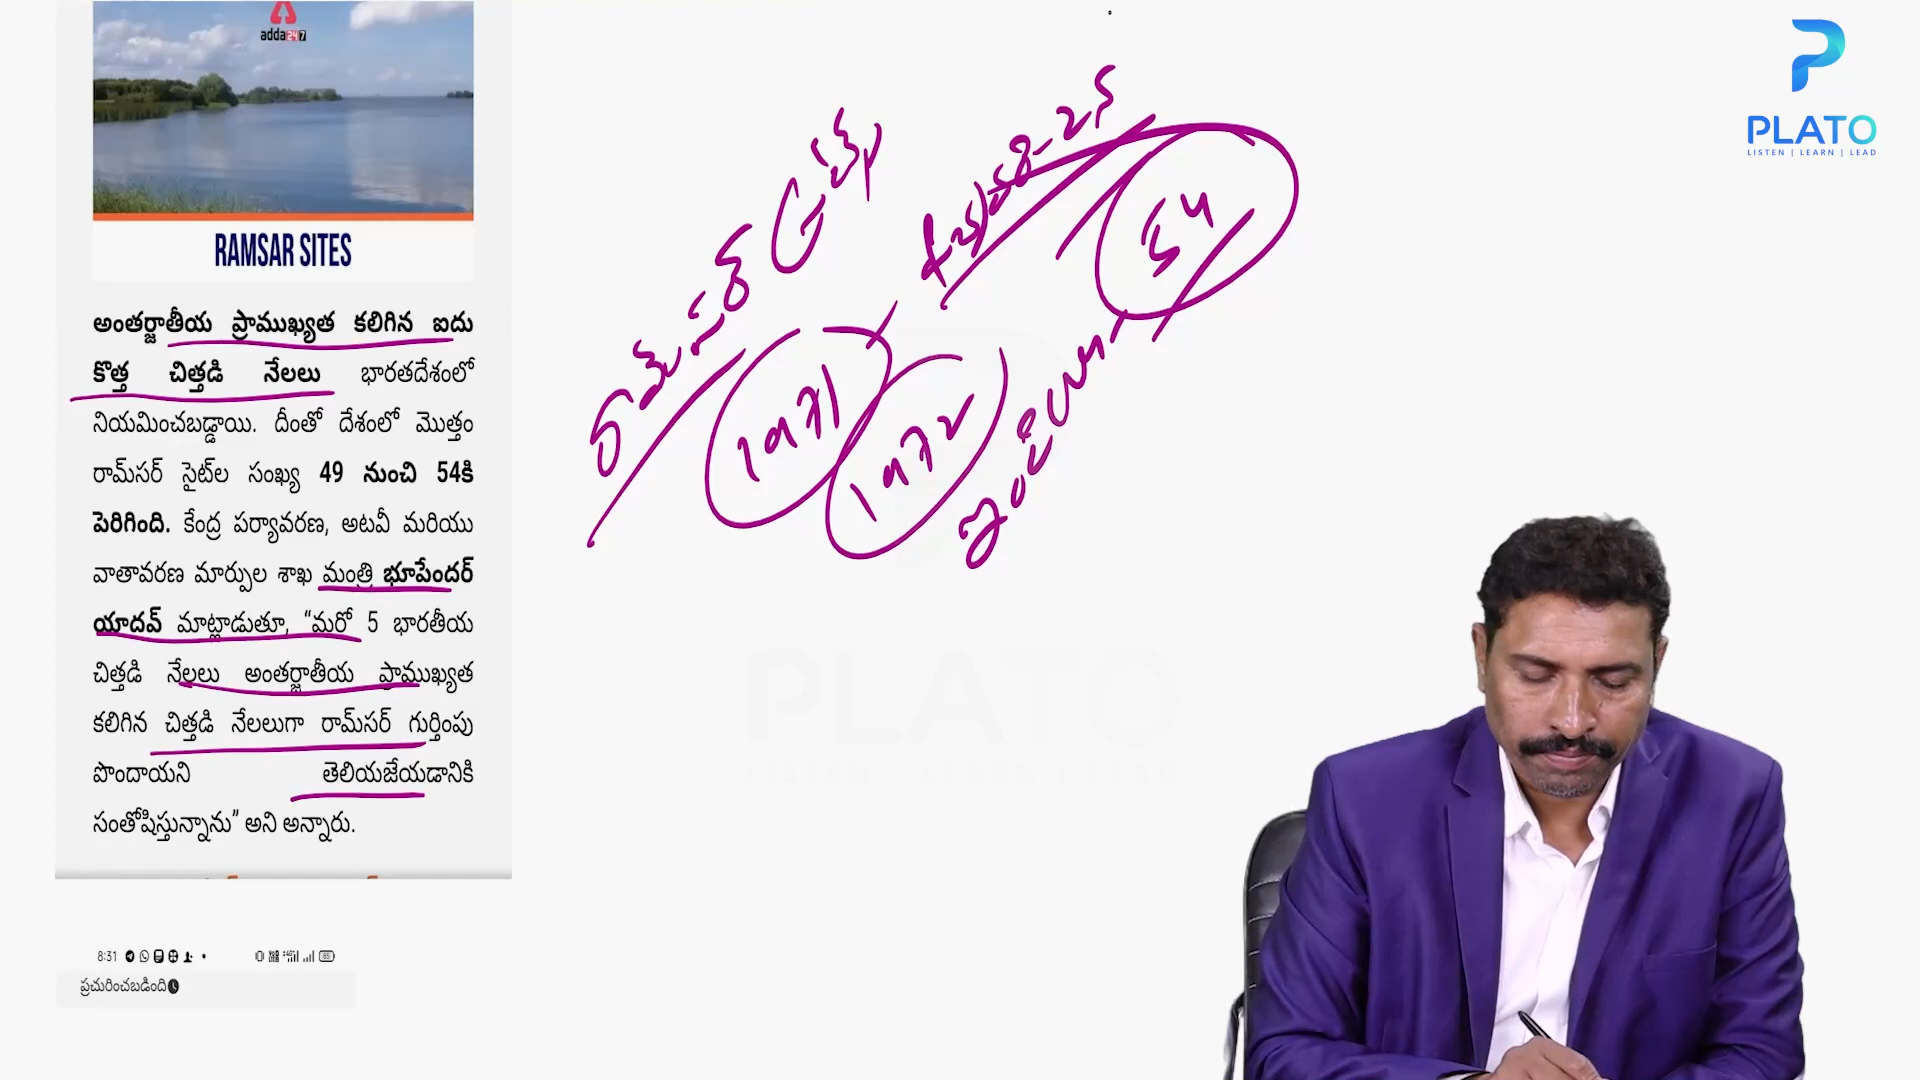 adda247
RAMSAR SITES
అంతర్జాతీయ ప్రాముఖ్యత కలిగిన ఐదు
కొత్త చిత్తడి నేలలు భారతదేశంలో
నియమించబడ్డాయి. దీంతో దేశంలో మొత్తం
రామ్‌సర్ సైట్‌ల సంఖ్య 49 నుంచి 54కి
పెరిగింది. కేంద్ర పర్యావరణ, అటవీ మరియు
వాతావరణ మార్పుల శాఖ మంత్రి భూపేందర్
యాదవ్ మాట్లాడుతూ, “మరో 5 భారతీయ
చిత్తడి నేలలు అంతర్జాతీయ ప్రాముఖ్యత
కలిగిన చిత్తడి నేలలుగా రామ్‌సర్ గుర్తింపు
పొందాయని తెలియజేయడానికి
సంతోషిస్తున్నాను” అని అన్నారు.
8:31
ప్రచురించబడింది
1971
1972
54
PLATO
LISTEN | LEARN | LEAD
PLATO